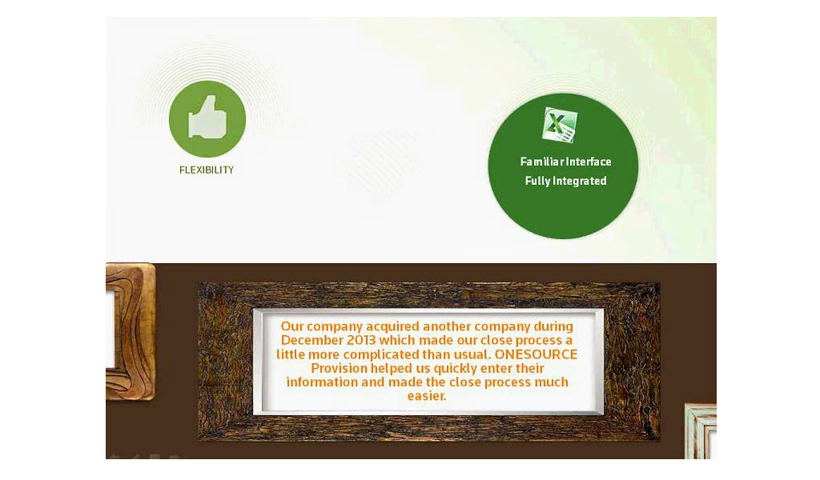 FLEXIBILITY
Familiar Interface
Fully Integrated
Our company acquired another company during
December 2013 which made our close process a
little more complicated than usual. ONESOURCE
Provision helped us quickly enter their
information and made the close process much
easier.